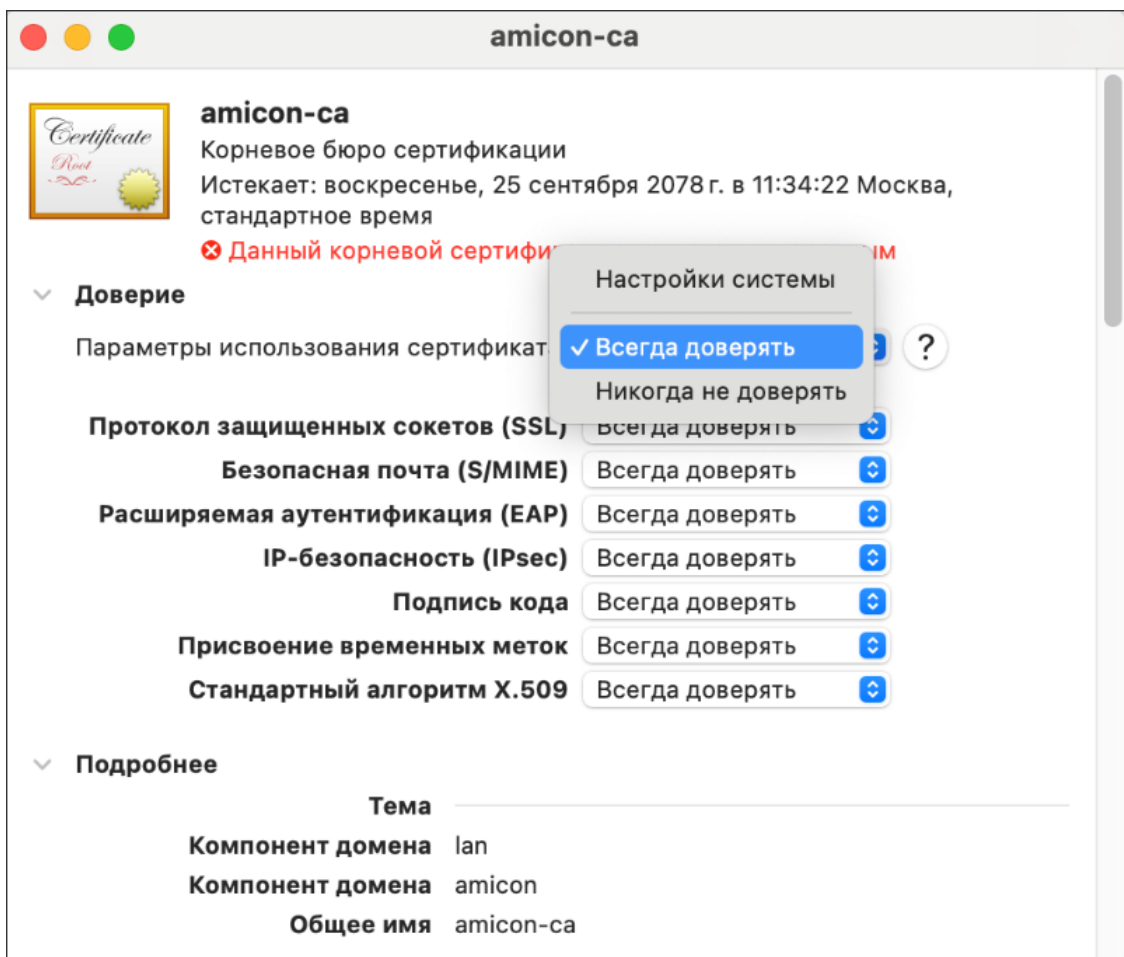 amicon-ca
Certificate
Root
amicon-ca
Корневое бюро сертификации
Истекает: воскресенье, 25 сентября 2078 г. в 11:34:22 Москва,
стандартное время
Данный корневой
Настройки системы
Доверие
Параметры использования
✓ Всегда доверять
?
Никогда не доверять
Протокол защищенных сокетов (SSL) Всегда доверять
Безопасная почта (S/MIME) Всегда доверять
Расширяемая аутентификация (EAP) Всегда доверять
IP-безопасность (IPsec) Всегда доверять
Подпись кода Всегда доверять
Присвоение временных меток Всегда доверять
Стандартный алгоритм X.509 Всегда доверять
Подробнее
Тема
Компонент домена lan
Компонент домена amicon
Общее имя amicon-ca